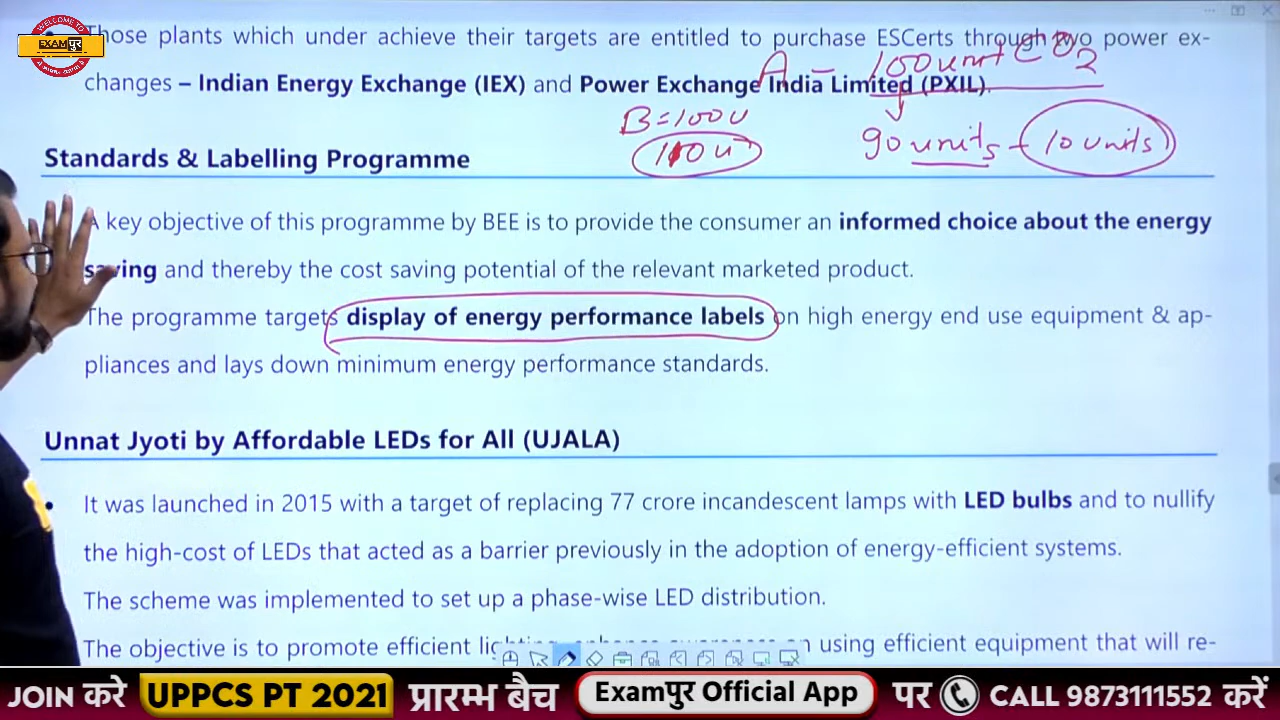 WELCOME TO
EXAMपुर
Those plants which under achieve their targets are entitled to purchase ESCerts through two power ex-
changes – Indian Energy Exchange (IEX) and Power Exchange India Limited (PXIL).
A – 100 unit CO2
B = 100 U
110 U
90 units – 10 units
Standards & Labelling Programme
A key objective of this programme by BEE is to provide the consumer an informed choice about the energy
saving and thereby the cost saving potential of the relevant marketed product.
The programme targets display of energy performance labels on high energy end use equipment & ap-
pliances and lays down minimum energy performance standards.
Unnat Jyoti by Affordable LEDs for All (UJALA)
• It was launched in 2015 with a target of replacing 77 crore incandescent lamps with LED bulbs and to nullify
the high-cost of LEDs that acted as a barrier previously in the adoption of energy-efficient systems.
The scheme was implemented to set up a phase-wise LED distribution.
The objective is to promote efficient using efficient equipment that will re-
JOIN करे UPPCS PT 2021 प्रारम्भ बैच Examपुर Official App पर CALL 9873111552 करें